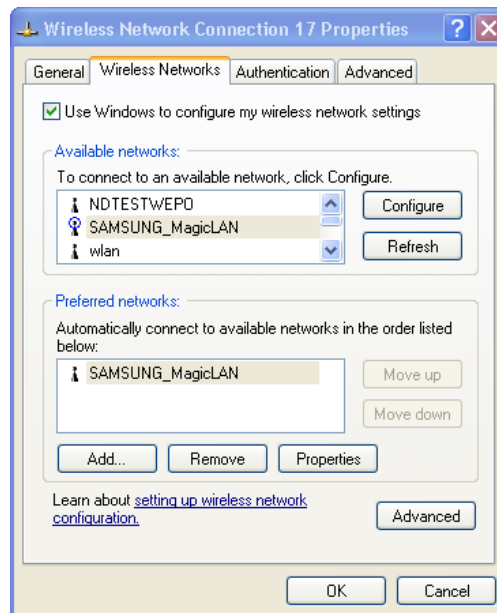 Wireless Network Connection 17 Properties
General Wireless Networks Authentication Advanced
Use Windows to configure my wireless network settings
Available networks:
To connect to an available network, click Configure.
NDTESTWEP0
SAMSUNG_MagicLAN
wlan
Configure
Refresh
Preferred networks:
Automatically connect to available networks in the order listed
below:
SAMSUNG_MagicLAN
Move up
Move down
Add... Remove Properties
Learn about setting up wireless network
configuration.
Advanced
OK Cancel